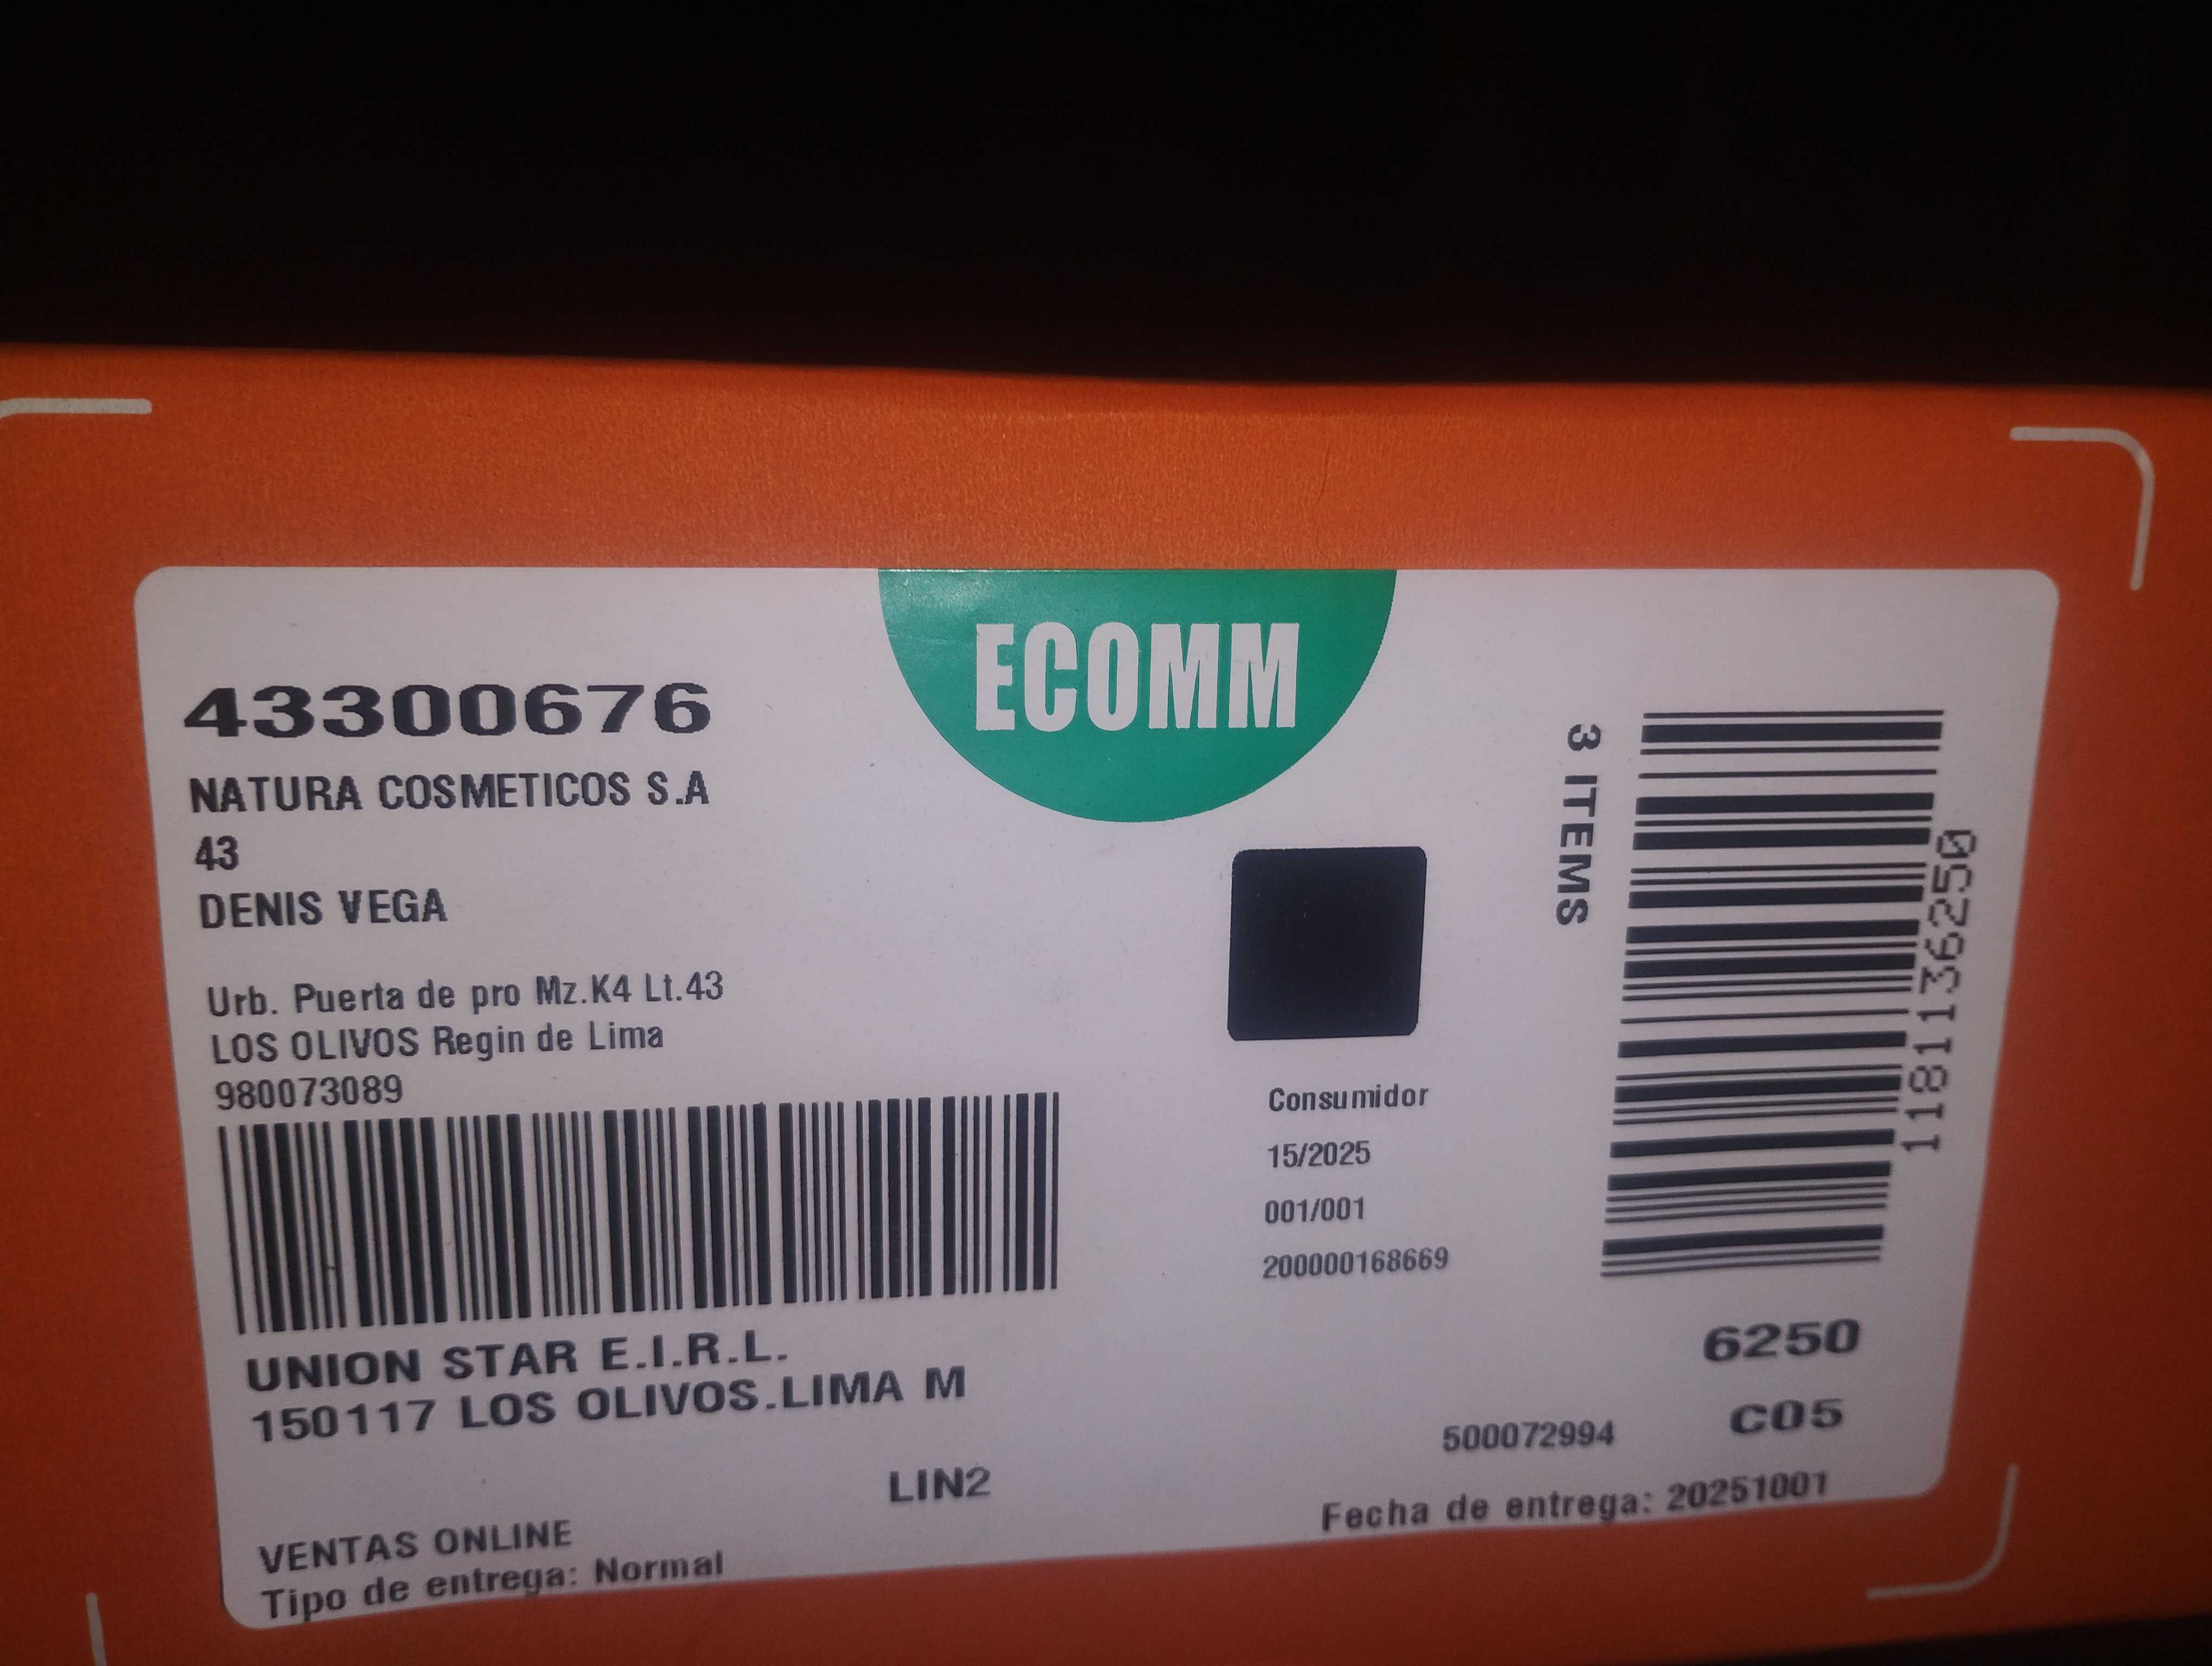 ECOMM
43300676
NATURA COSMETICOS S.A
43
DENIS VEGA
Urb. Puerta de pro Mz.K4 Lt.43
LOS OLIVOS Regin de Lima
980073089
UNION STAR E.I.R.L.
150117 LOS OLIVOS.LIMA M
LIN2
VENTAS ONLINE
Tipo de entrega: Normal
Consumidor
15/2025
001/001
200000168669
3 ITEMS
1181136250
6250
C05
500072994
Fecha de entrega: 20251001